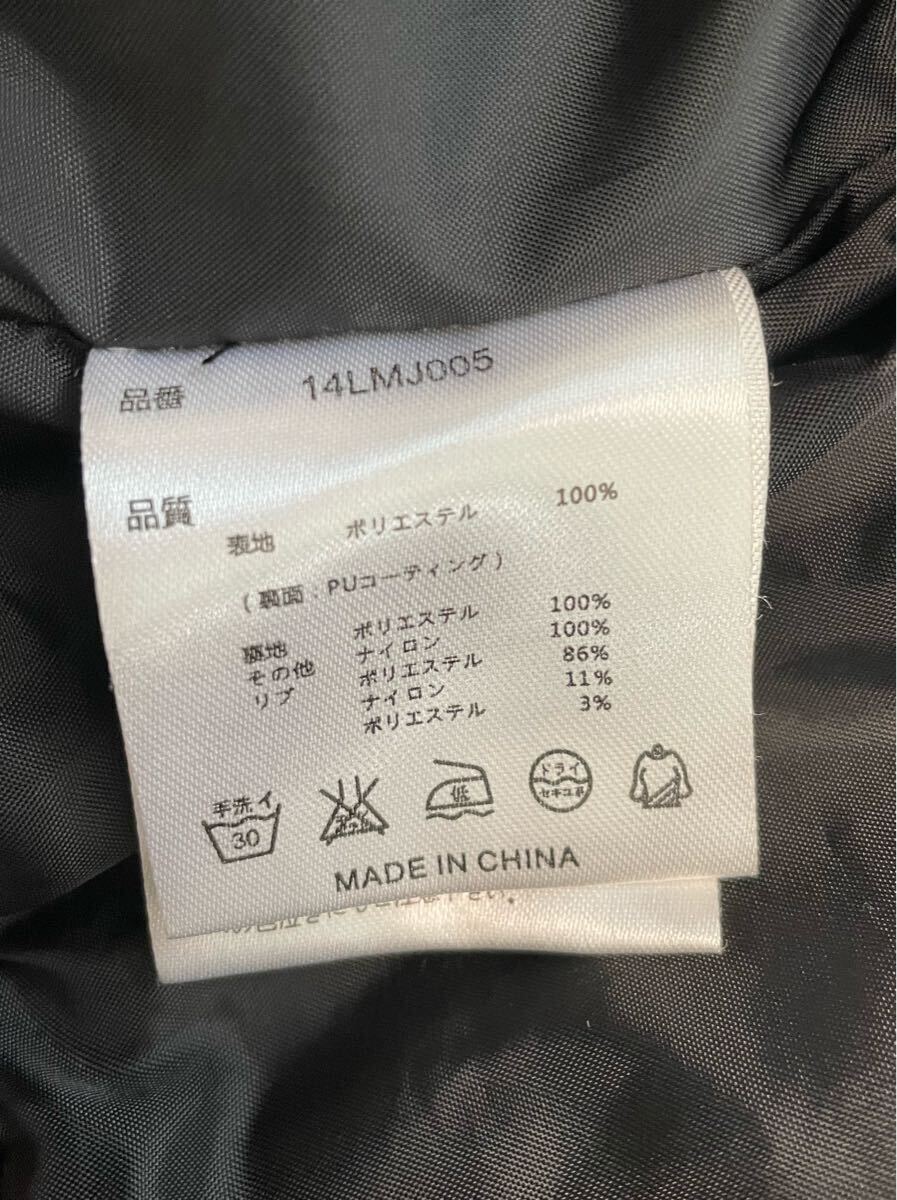 品番 14LMJ005
品質
表地 ポリエステル 100%
(裏面:PUコーティング)
裏地 ポリエステル 100%
その他 ナイロン 100%
リブ ポリエステル 86%
ナイロン 11%
ポリエステル 3%
手洗イ 30 低 ドライ セキユ系
MADE IN CHINA